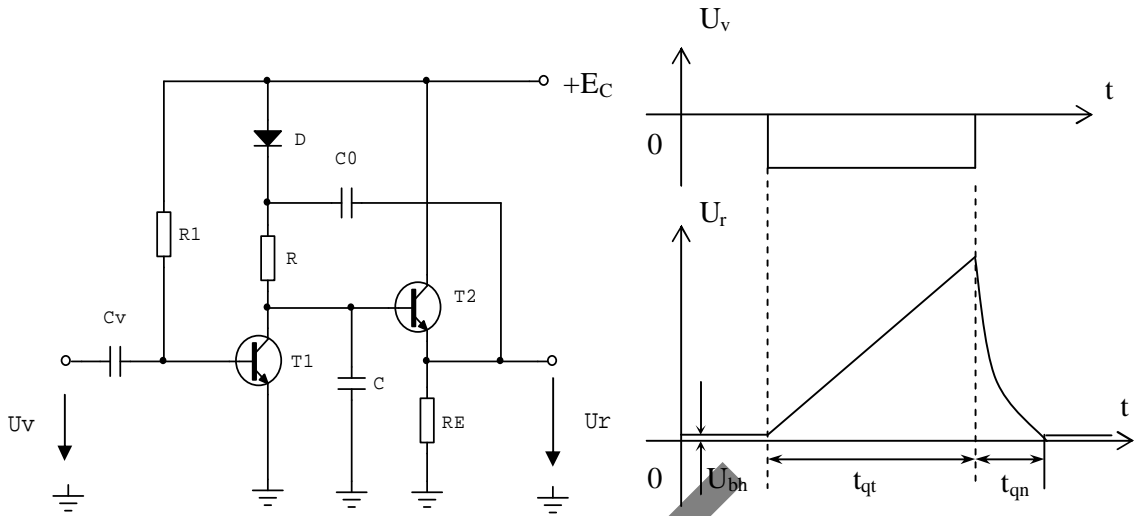 +E_C
D
C0
R1
R
T2
Cv
T1
C
Uv
RE
Ur
U_v
t
0
U_r
t
0
U_bh
t_qt
t_qn